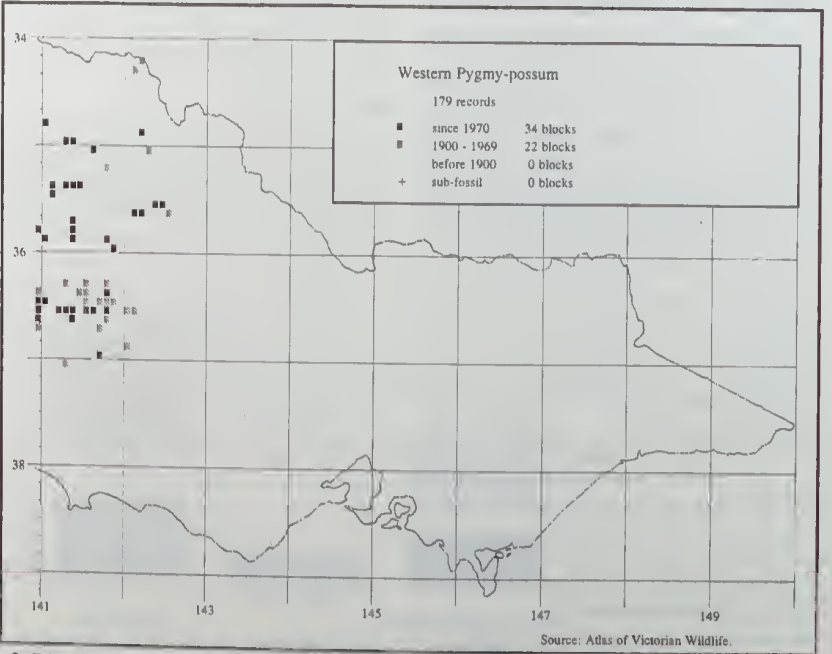 34
Western Pygmy-possum
179 records
since 1970 34 blocks
1900 - 1969 22 blocks
before 1900 0 blocks
+ sub-fossil 0 blocks
36
38
141 143 145 147 149
Source: Atlas of Victorian Wildlife.